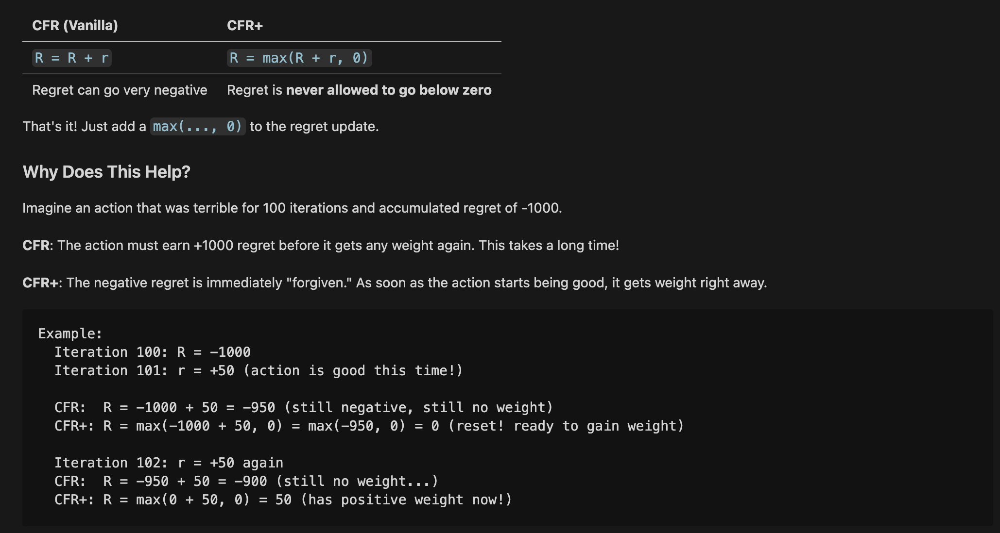 CFR (Vanilla) CFR+
R = R + r R = max(R + r, 0)
Regret can go very negative Regret is never allowed to go below zero
That's it! Just add a max(..., 0) to the regret update.
Why Does This Help?
Imagine an action that was terrible for 100 iterations and accumulated regret of -1000.
CFR: The action must earn +1000 regret before it gets any weight again. This takes a long time!
CFR+: The negative regret is immediately "forgiven." As soon as the action starts being good, it gets weight right away.
Example:
Iteration 100: R = -1000
Iteration 101: r = +50 (action is good this time!)
CFR: R = -1000 + 50 = -950 (still negative, still no weight)
CFR+: R = max(-1000 + 50, 0) = max(-950, 0) = 0 (reset! ready to gain weight)
Iteration 102: r = +50 again
CFR: R = -950 + 50 = -900 (still no weight...)
CFR+: R = max(0 + 50, 0) = 50 (has positive weight now!)